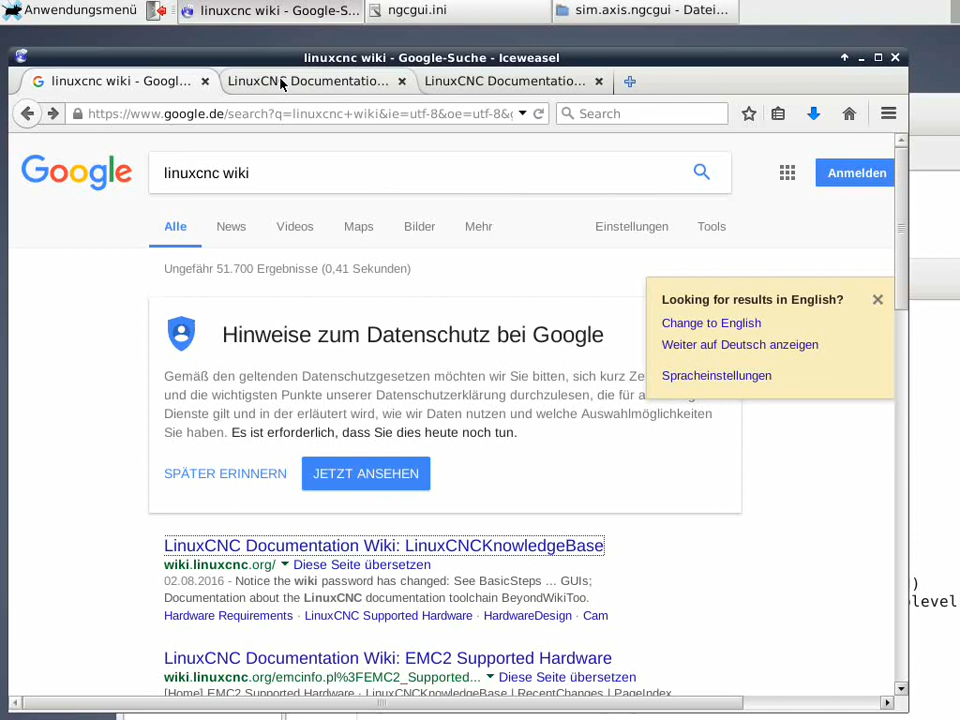 Anwendungsmenü
linuxcnc wiki - Google-S...
ngcgui.ini
sim.axis.ngcgui - Datei...
linuxcnc wiki - Google-Suche - Iceweasel
linuxcnc wiki - Googl...
LinuxCNC Documentatio...
LinuxCNC Documentatio...
https://www.google.de/search?q=linuxcnc+wiki&ie=utf-8&oe=utf-8&
Search
Google
linuxcnc wiki
Anmelden
Alle
News
Videos
Maps
Bilder
Mehr
Einstellungen
Tools
Ungefähr 51.700 Ergebnisse (0,41 Sekunden)
Looking for results in English?
Change to English
Weiter auf Deutsch anzeigen
Spracheinstellungen
Hinweise zum Datenschutz bei Google
Gemäß den geltenden Datenschutzgesetzen möchten wir Sie bitten, sich kurz
und die wichtigsten Punkte unserer Datenschutzerklärung durchzulesen, die für
Dienste gilt und in der erläutert wird, wie wir Daten nutzen und welche Auswahlmöglichkeiten
Sie haben. Es ist erforderlich, dass Sie dies heute noch tun.
SPÄTER ERINNERN
JETZT ANSEHEN
LinuxCNC Documentation Wiki: LinuxCNCKnowledgeBase
wiki.linuxcnc.org/ Diese Seite übersetzen
02.08.2016 - Notice the wiki password has changed: See BasicSteps ... GUIs;
Documentation about the LinuxCNC documentation toolchain BeyondWikiToo.
Hardware Requirements · LinuxCNC Supported Hardware · HardwareDesign · Cam
LinuxCNC Documentation Wiki: EMC2 Supported Hardware
wiki.linuxcnc.org/emcinfo.pl%3FEMC2_Supported... Diese Seite übersetzen
[Home] EMC2 Supported Hardware · LinuxCNCKnowledgeBase | RecentChanges | PageIndex